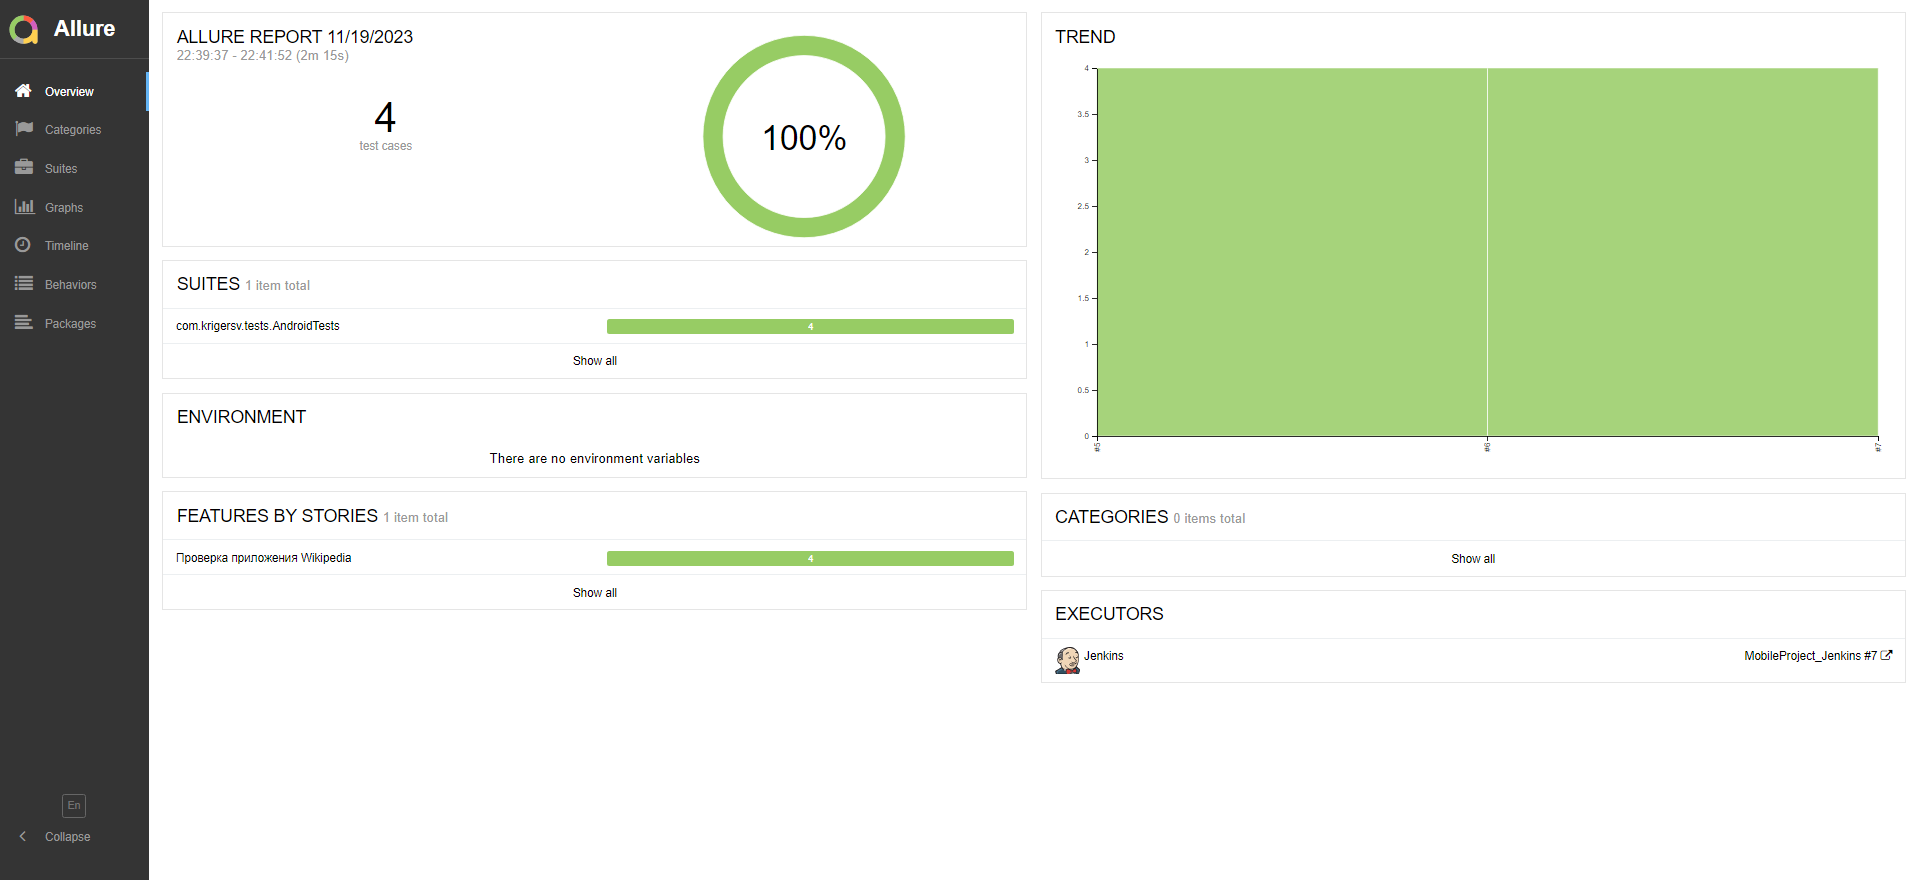 Allure
Overview
Categories
Suites
Graphs
Timeline
Behaviors
Packages
En
Collapse
ALLURE REPORT 11/19/2023
22:39:37 - 22:41:52 (2m 15s)
4
test cases
100%
SUITES 1 item total
com.krigersv.tests.AndroidTests 4
Show all
ENVIRONMENT
There are no environment variables
FEATURES BY STORIES 1 item total
Проверка приложения Wikipedia 4
Show all
TREND
4
3.5
3
2.5
2
1.5
1
0.5
0
#5 #6 #7
CATEGORIES 0 items total
Show all
EXECUTORS
Jenkins MobileProject_Jenkins #7